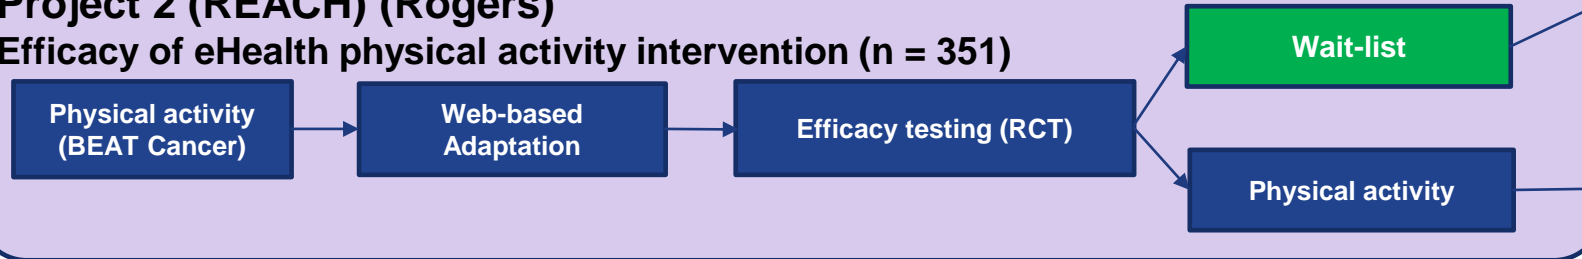 Project 2 (REACH) (Rogers)
Efficacy of eHealth physical activity intervention (n = 351)
Physical activity
(BEAT Cancer)
Web-based
Adaptation
Efficacy testing (RCT)
Wait-list
Physical activity